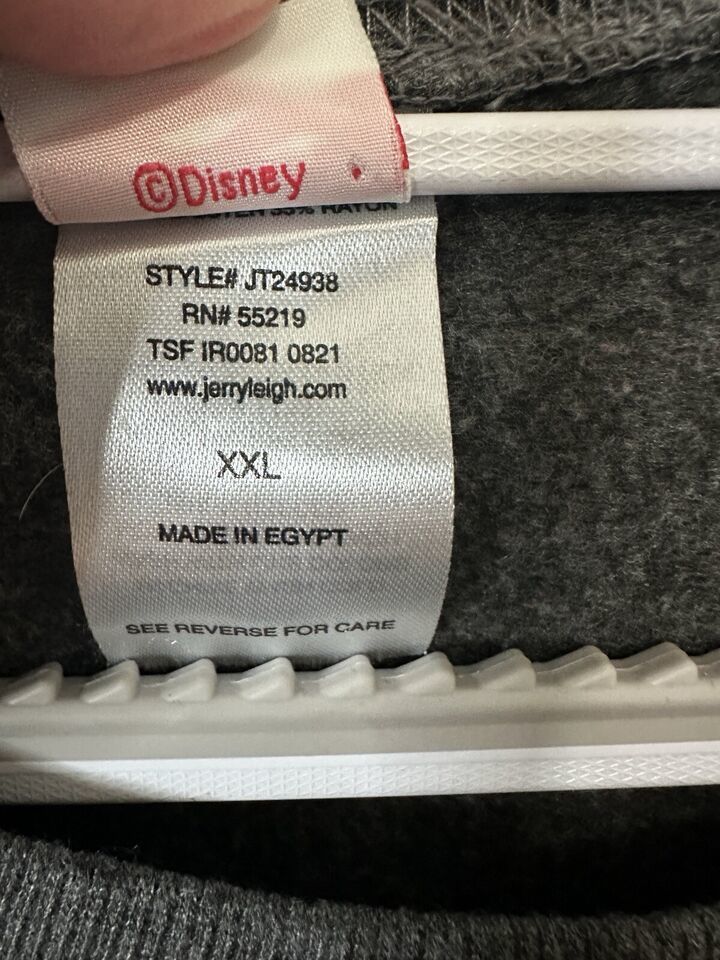 ©Disney
RAYON
STYLE# JT24938
RN# 55219
TSF IR0081 0821
www.jerryleigh.com
XXL
MADE IN EGYPT
SEE REVERSE FOR CARE